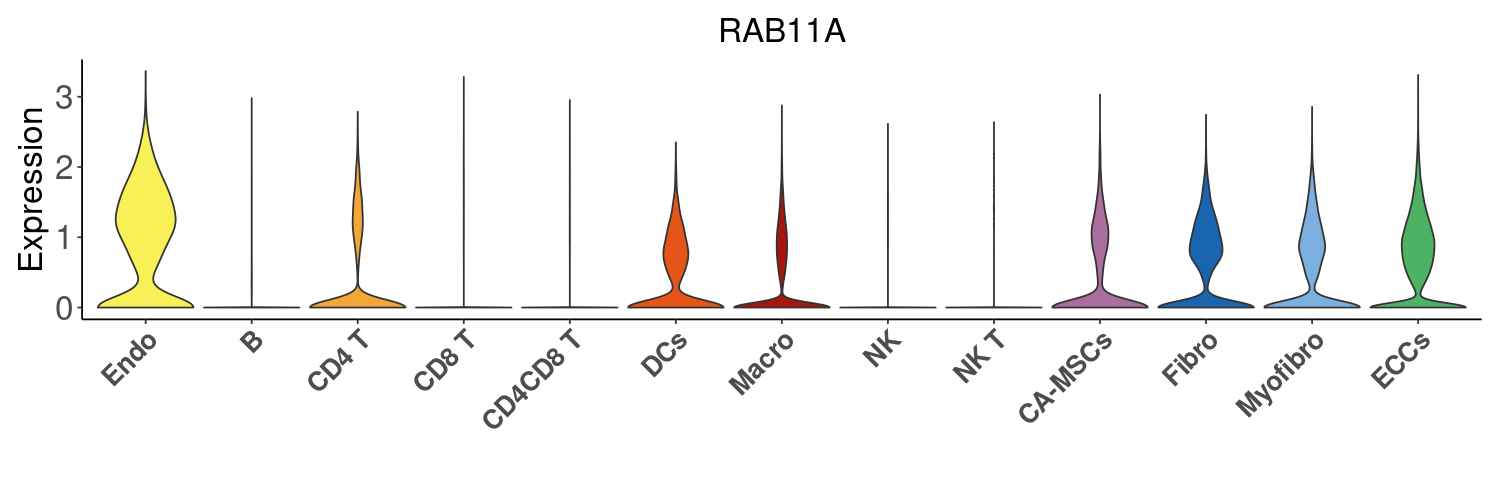 RAB11A
Expression
3
2
1
0
Endo
B
CD4 T
CD8 T
CD4CD8 T
DCs
Macro
NK
NK T
CA-MSCs
Fibro
Myofibro
ECCs